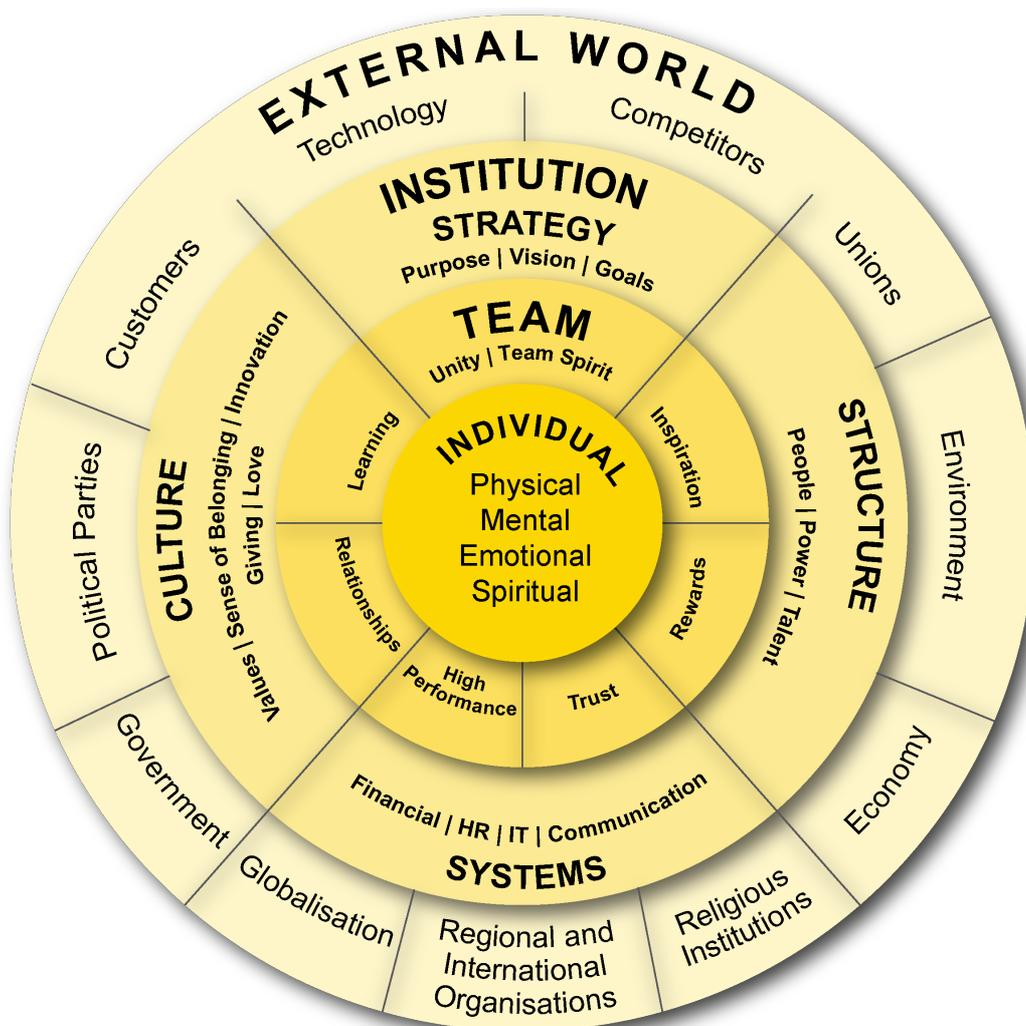 EXTERNAL WORLD
Technology
Competitors
Customers
Unions
Political Parties
Environment
Government
Economy
Globalisation
Regional and
International
Organisations
Religious
Institutions
INSTITUTION
STRATEGY
Purpose | Vision | Goals
CULTURE
Values | Sense of Belonging | Innovation
Giving | Love
STRUCTURE
People | Power | Talent
Financial | HR | IT | Communication
SYSTEMS
TEAM
Unity | Team Spirit
Learning
Inspiration
Relationships
Rewards
High
Performance
Trust
INDIVIDUAL
Physical
Mental
Emotional
Spiritual